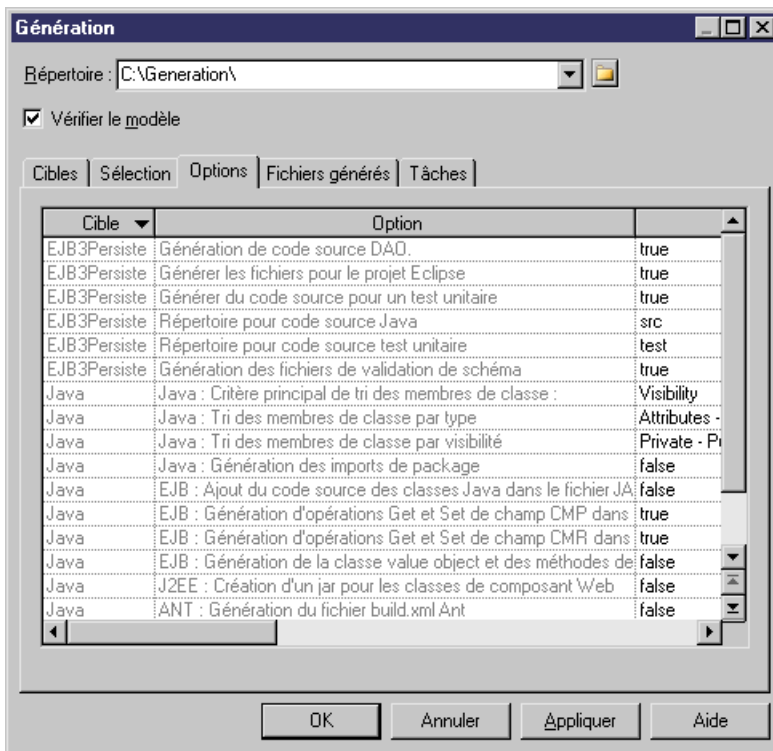 Génération
Répertoire : C:\Generation\
Vérifier le modèle
Cibles Sélection Options Fichiers générés Tâches
Cible Option
EJB3Persiste Génération de code source DAO. true
EJB3Persiste Générer les fichiers pour le projet Eclipse true
EJB3Persiste Générer du code source pour un test unitaire true
EJB3Persiste Répertoire pour code source Java src
EJB3Persiste Répertoire pour code source test unitaire test
EJB3Persiste Génération des fichiers de validation de schéma true
Java Java : Critère principal de tri des membres de classe : Visibility
Java Java : Tri des membres de classe par type Attributes -
Java Java : Tri des membres de classe par visibilité Private - P
Java Java : Génération des imports de package false
Java EJB : Ajout du code source des classes Java dans le fichier JA false
Java EJB : Génération d'opérations Get et Set de champ CMP dans true
Java EJB : Génération d'opérations Get et Set de champ CMR dans true
Java EJB : Génération de la classe value object et des méthodes de false
Java J2EE : Création d'un jar pour les classes de composant Web false
Java ANT : Génération du fichier build.xml Ant false
OK Annuler Appliquer Aide